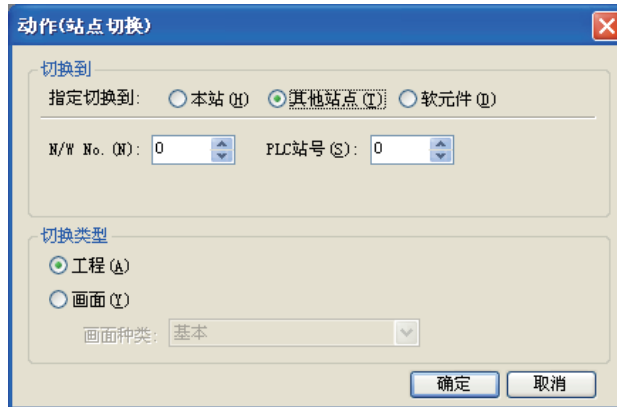 动作(站点切换)
切换到
指定切换到: 本站(H) 其他站点(T) 软元件(D)
N/W No.(N): 0 PLC站号(S): 0
切换类型
工程(A)
画面(Y)
画面种类: 基本
确定 取消